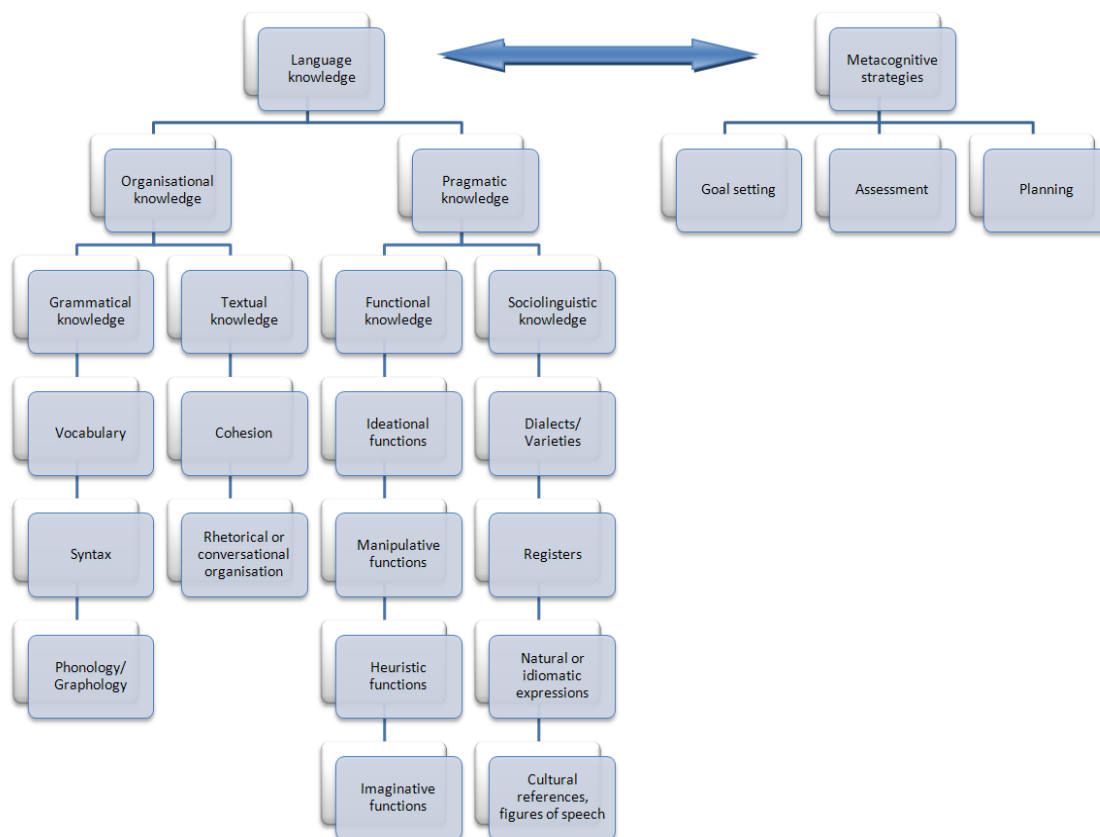 Language
knowledge
Metacognitive
strategies
Organisational
knowledge
Pragmatic
knowledge
Goal setting
Assessment
Planning
Grammatical
knowledge
Textual
knowledge
Functional
knowledge
Sociolinguistic
knowledge
Vocabulary
Cohesion
Ideational
functions
Dialects/
Varieties
Syntax
Rhetorical or
conversational
organisation
Manipulative
functions
Registers
Phonology/
Graphology
Heuristic
functions
Natural or
idiomatic
expressions
Imaginative
functions
Cultural
references,
figures of speech